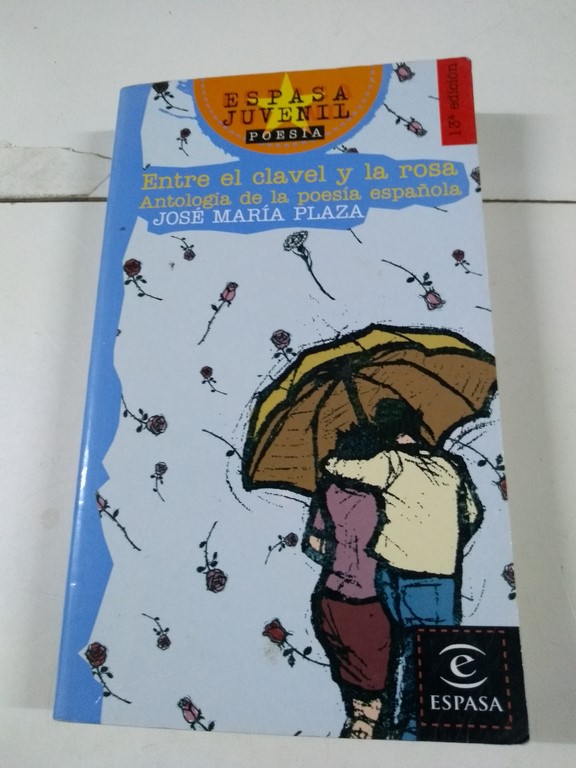 ESPASA
JUVENIL
POESÍA
13ª edición
Entre el clavel y la rosa
Antología de la poesía española
JOSÉ MARÍA PLAZA
e
ESPASA